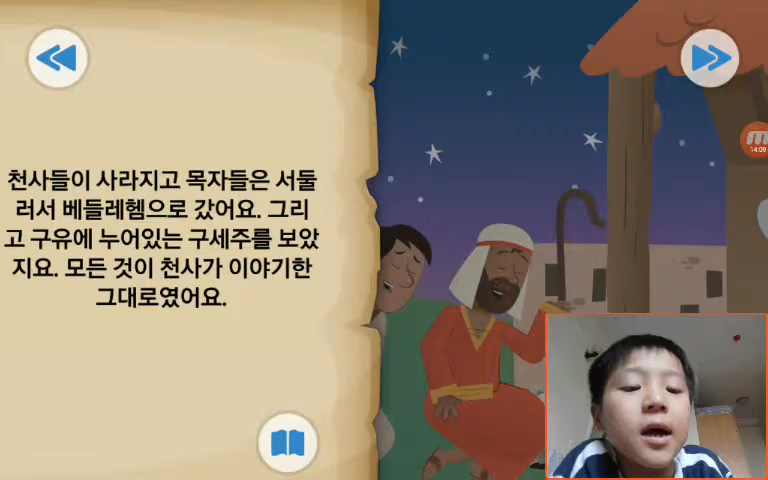 천사들이 사라지고 목자들은 서둘
러서 베들레헴으로 갔어요. 그리
고 구유에 누어있는 구세주를 보았
지요. 모든 것이 천사가 이야기한
그대로였어요.
14:09